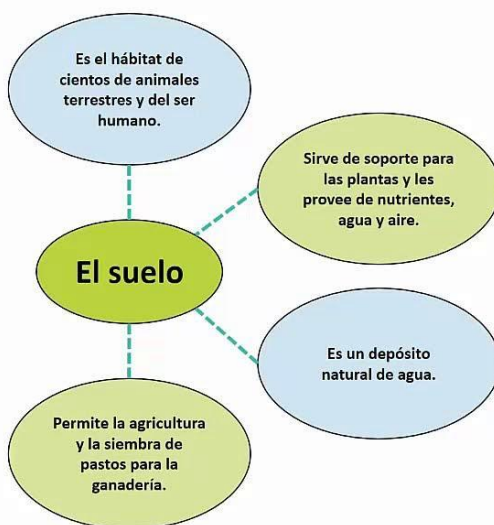 Es el hábitat de
cientos de animales
terrestres y del ser
humano.
Sirve de soporte para
las plantas y les
provee de nutrientes,
agua y aire.
El suelo
Es un depósito
natural de agua.
Permite la agricultura
y la siembra de
pastos para la
ganadería.